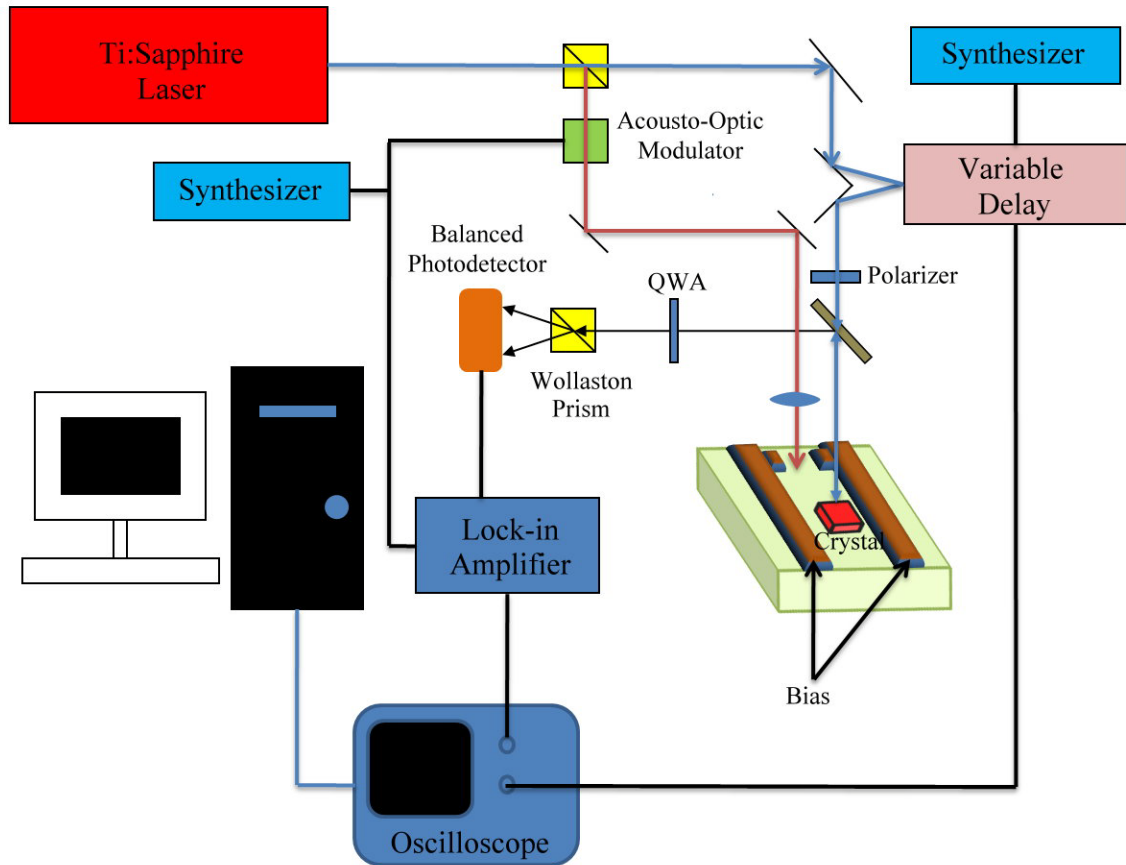 Ti:Sapphire
Laser
Synthesizer
Acousto-Optic
Modulator
Synthesizer
Variable
Delay
Balanced
Photodetector
QWA
Polarizer
Wollaston
Prism
Lock-in
Amplifier
Crystal
Bias
Oscilloscope